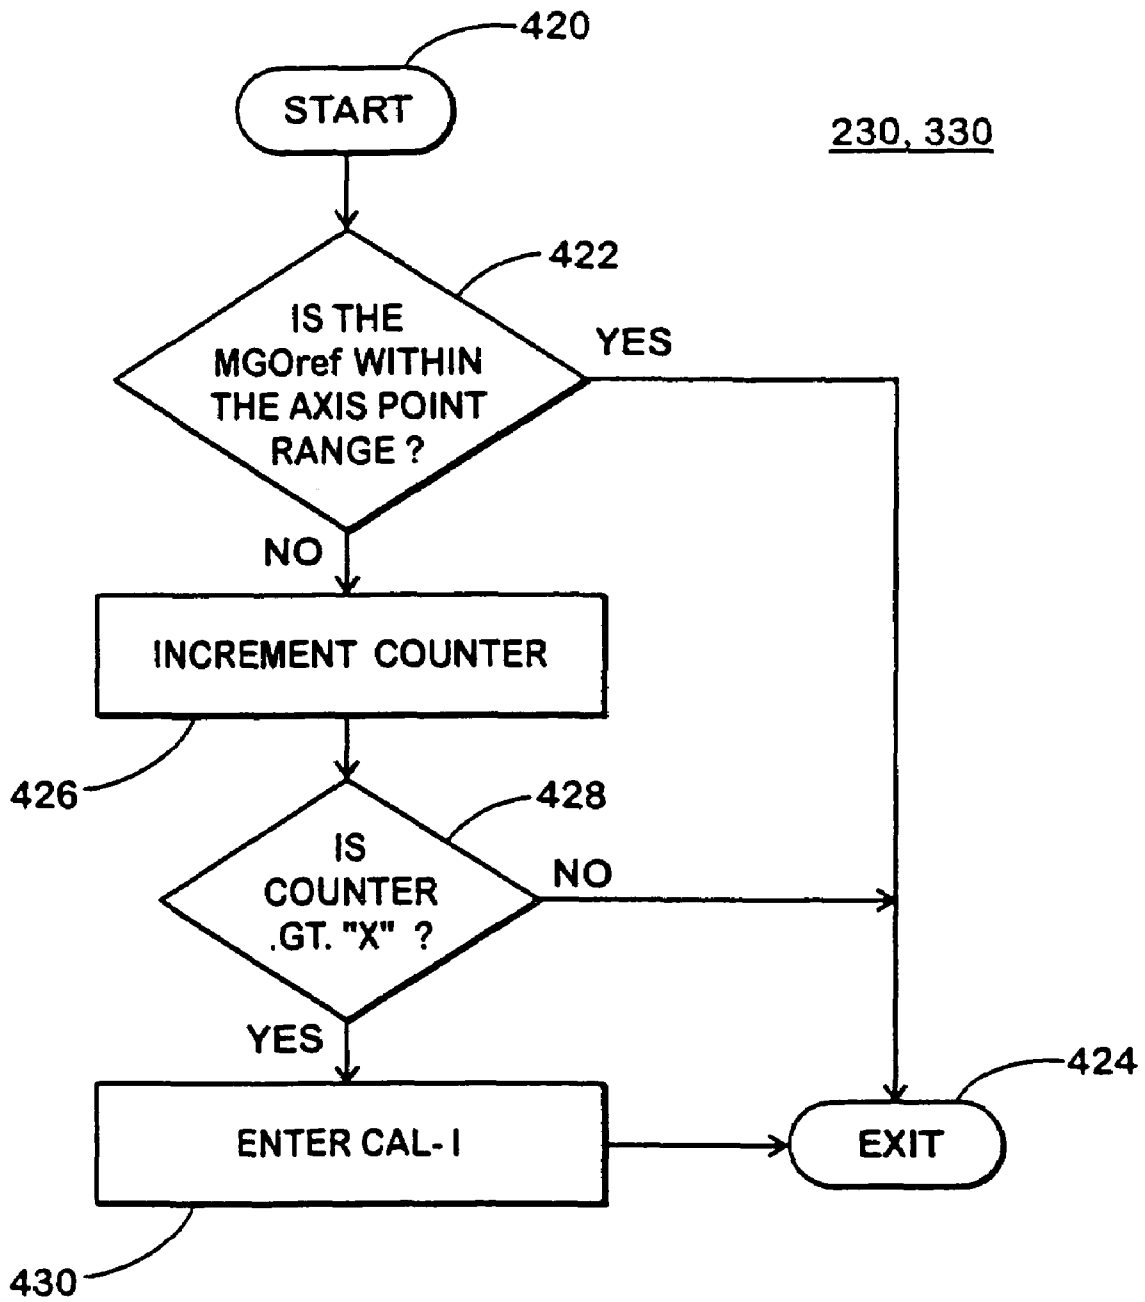 420
START
230, 330
422
IS THE
MGOref WITHIN
THE AXIS POINT
RANGE ?
YES
NO
INCREMENT COUNTER
426
428
IS
COUNTER
.GT. "X" ?
NO
YES
424
ENTER CAL- I
EXIT
430